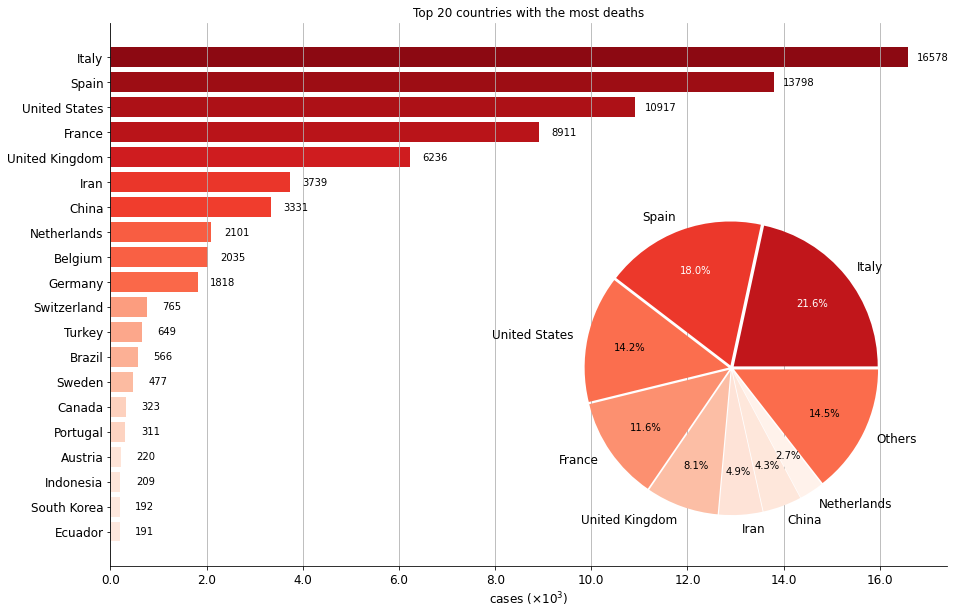 Top 20 countries with the most deaths
Italy 16578
Spain 13798
United States 10917
France 8911
United Kingdom 6236
Iran 3739
China 3331
Netherlands 2101
Belgium 2035
Germany 1818
Switzerland 765
Turkey 649
Brazil 566
Sweden 477
Canada 323
Portugal 311
Austria 220
Indonesia 209
South Korea 192
Ecuador 191
0.0 2.0 4.0 6.0 8.0 10.0 12.0 14.0 16.0
cases (×10³)
Italy
21.6%
Spain
18.0%
United States
14.2%
France
11.6%
United Kingdom
8.1%
Iran
4.9%
China
4.3%
Netherlands
2.7%
Others
14.5%